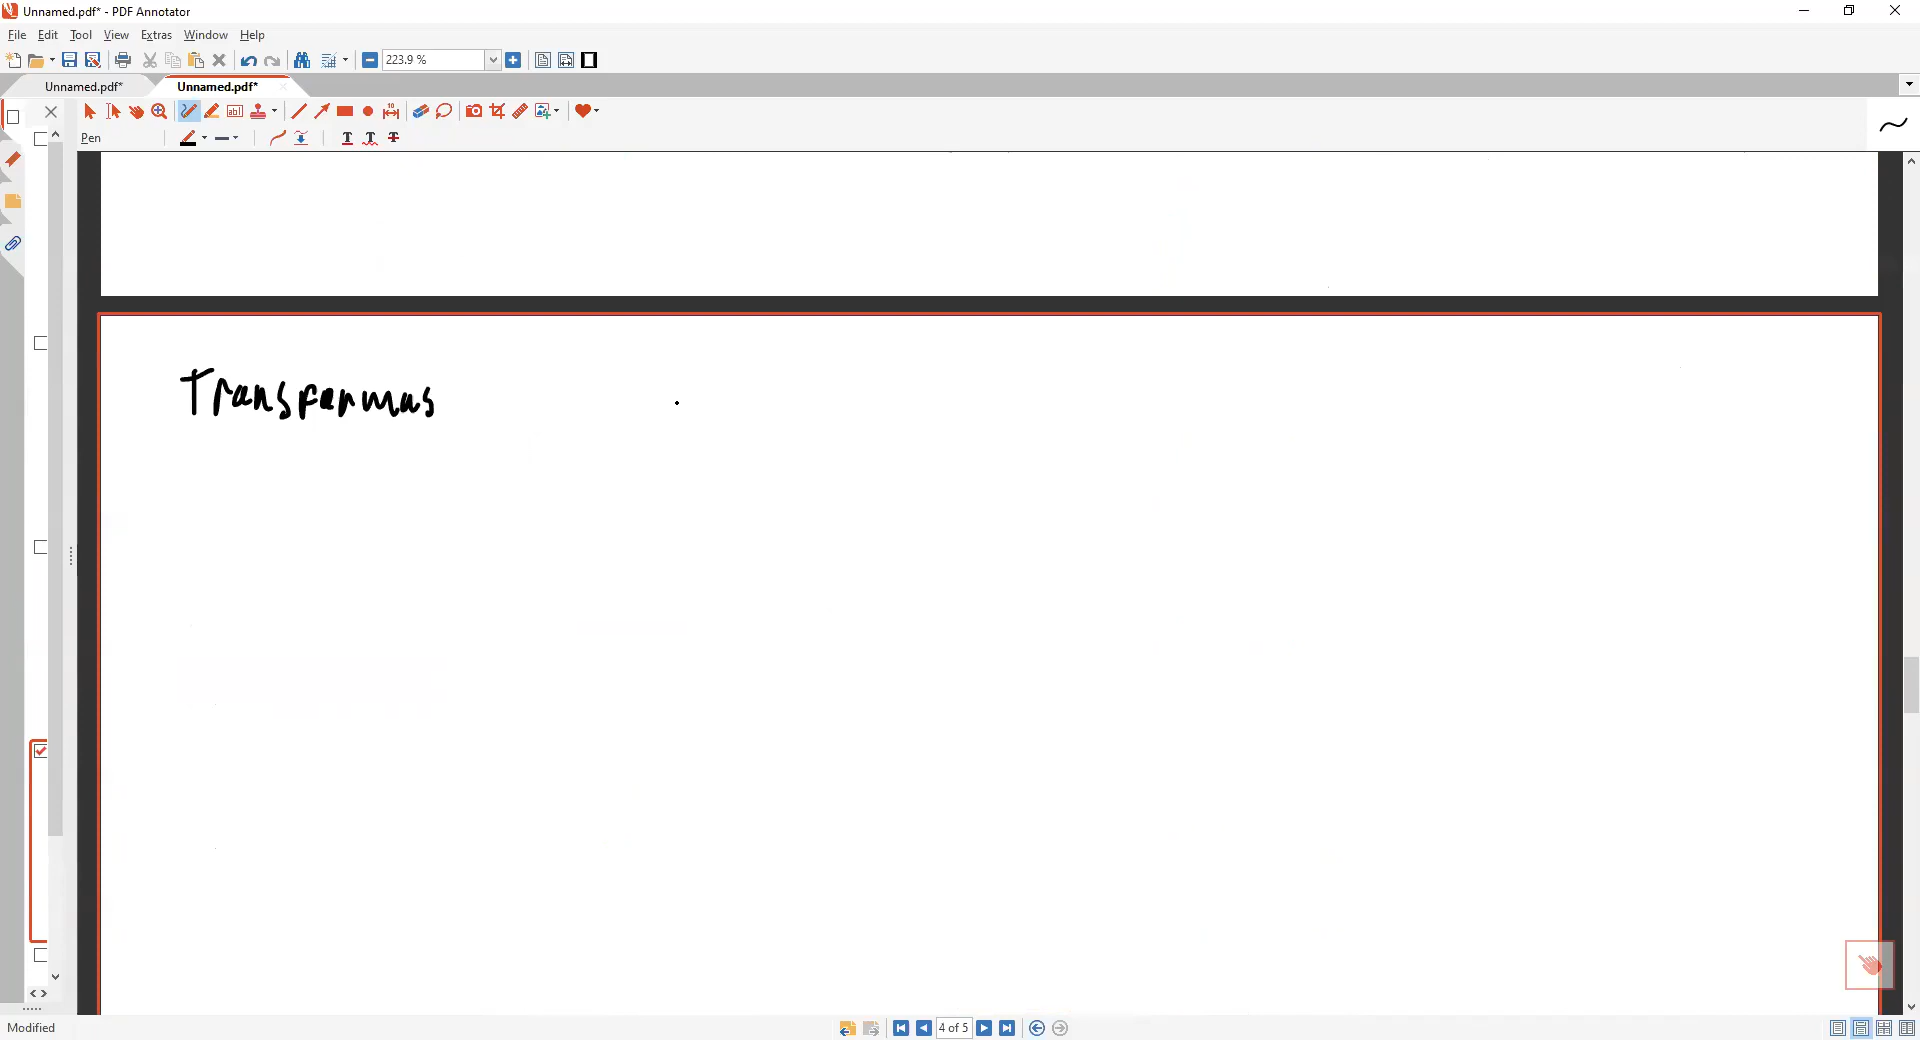 Unnamed.pdf* - PDF Annotator
File Edit Tool View Extras Window Help
223.9 %
Unnamed.pdf* Unnamed.pdf*
Pen
Transformas
Modified
4 of 5